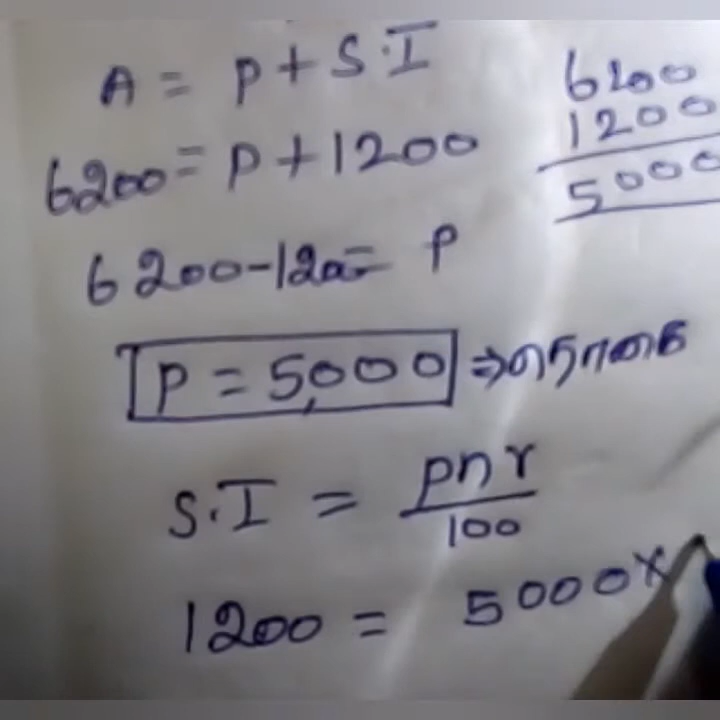 A = P + S.I
6200 = P + 1200
6200
1200
5000
6200 - 1200 = P
P = 5,000 ⇒ தொகை
S.I = pnr/100
1200 = 5000 ×